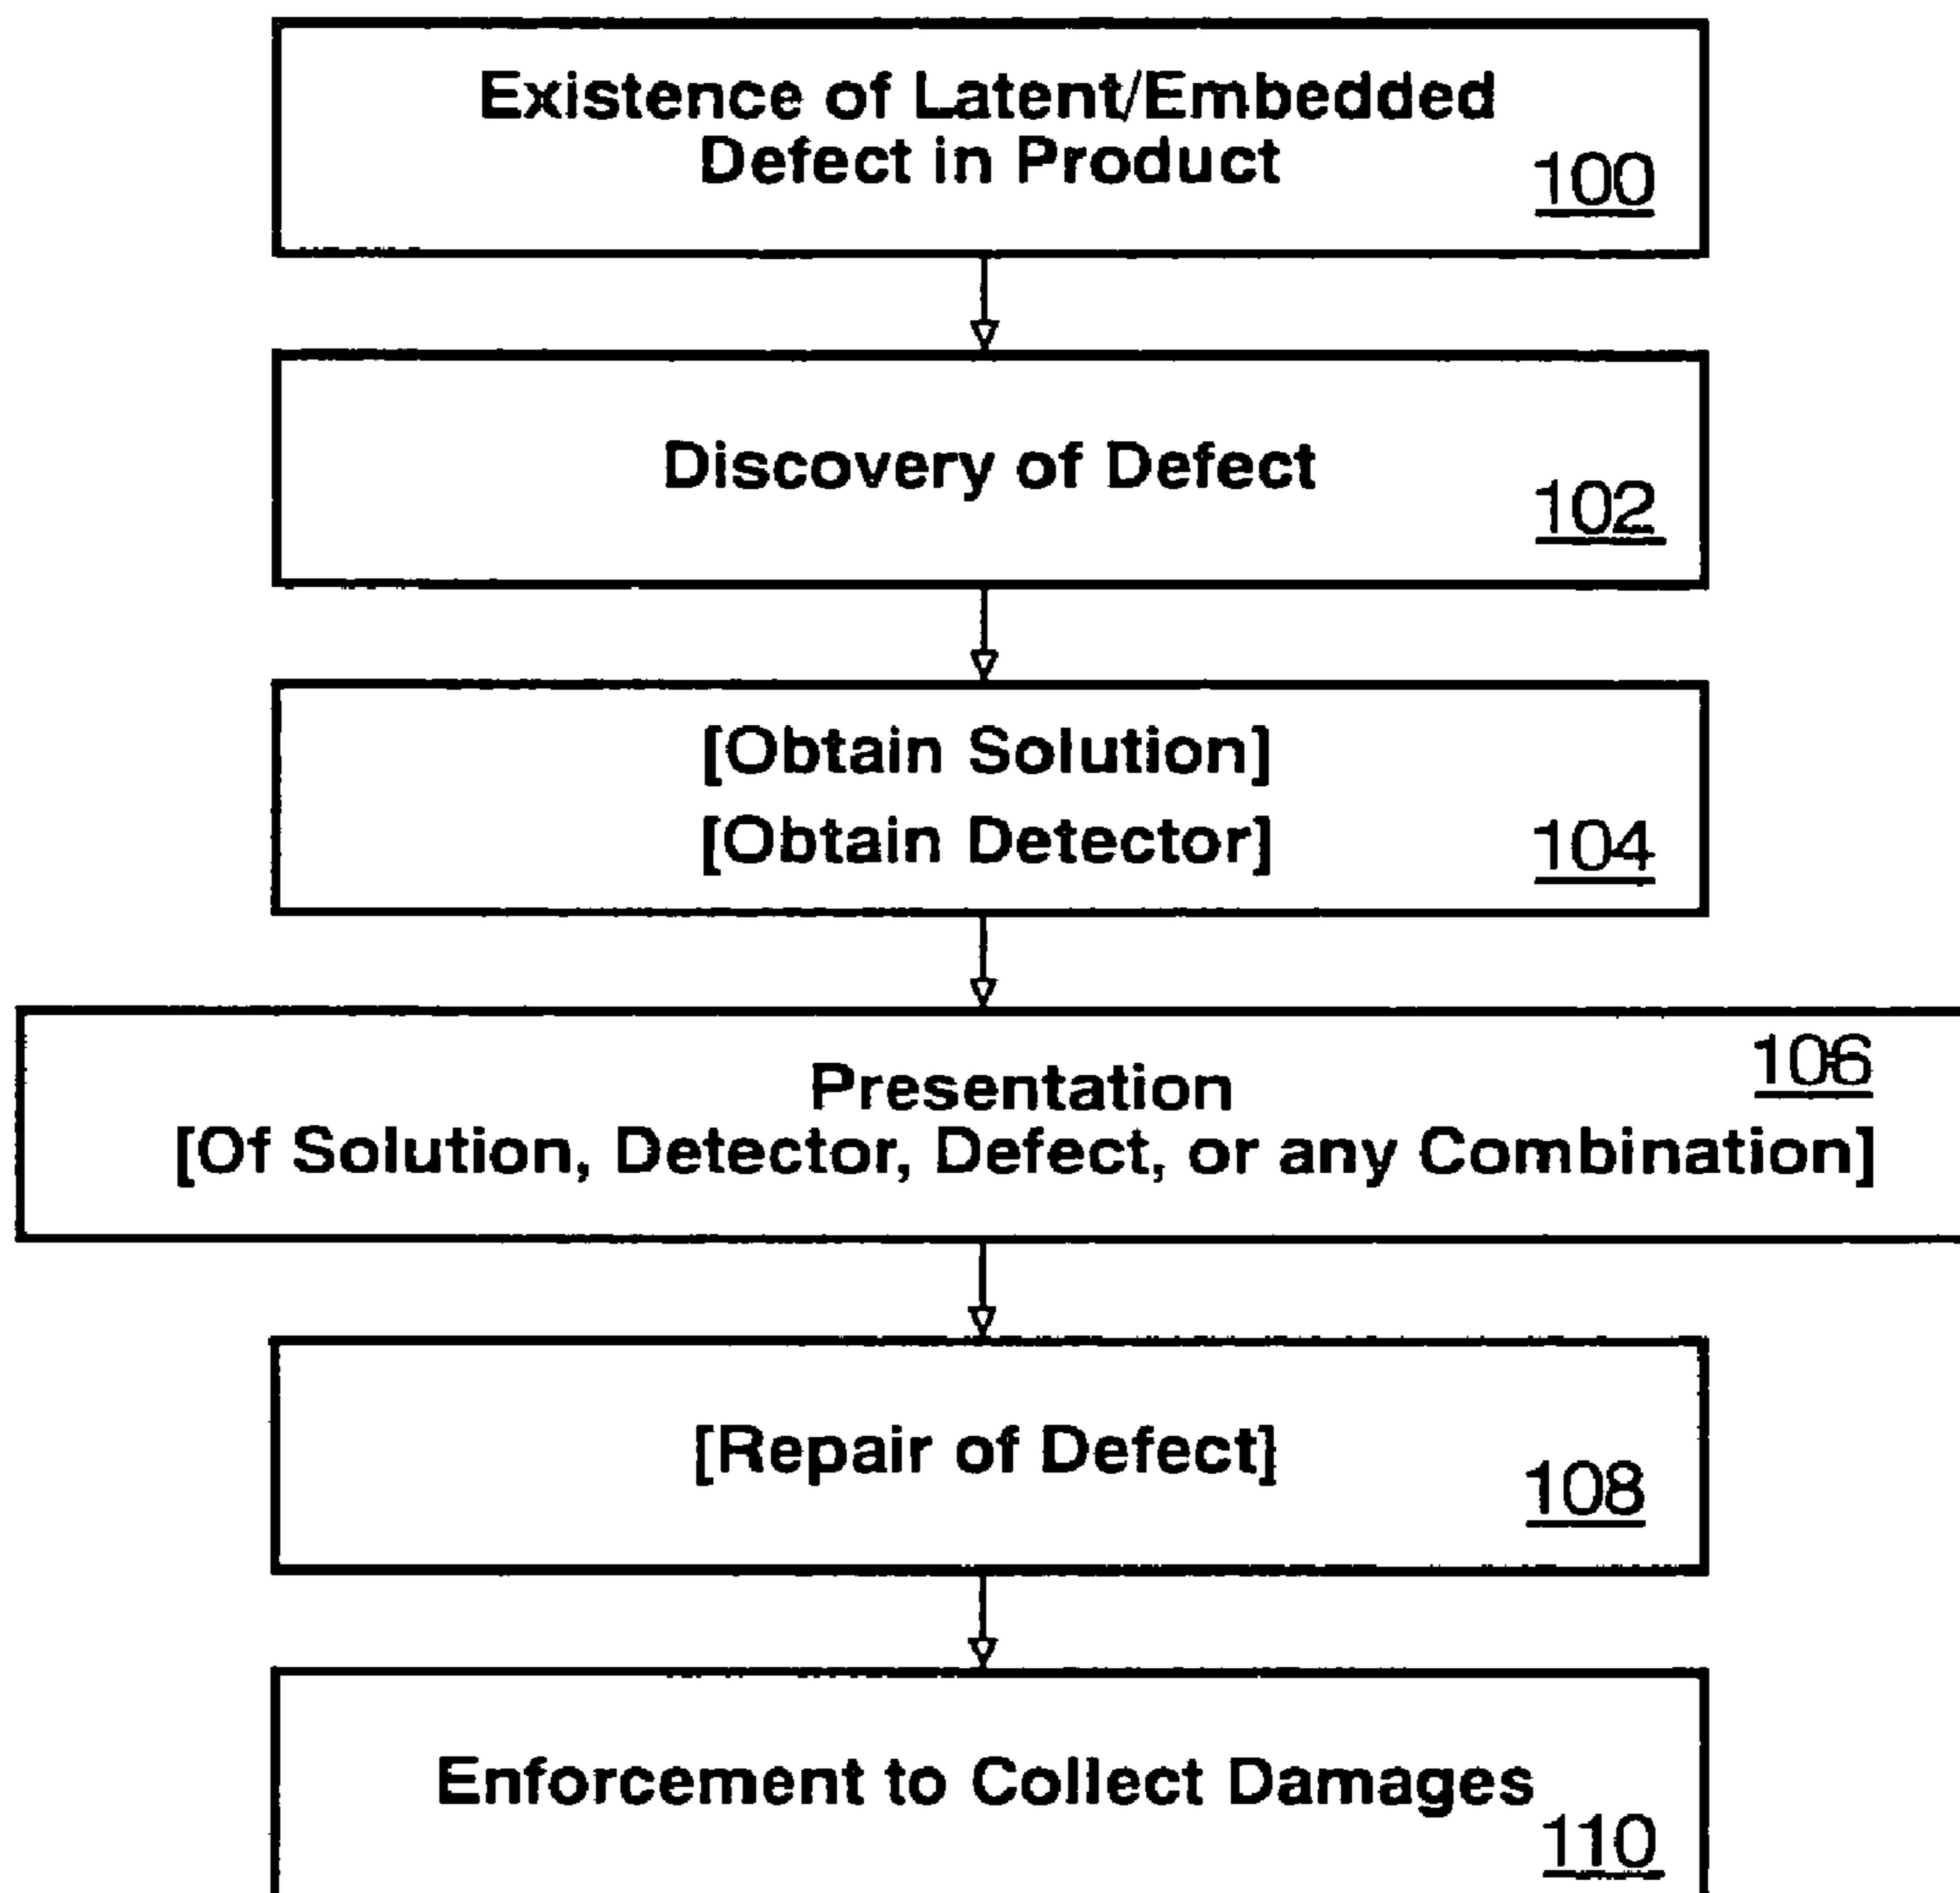 Existence of Latent/Embedded
Defect in Product
100
Discovery of Defect
102
[Obtain Solution]
[Obtain Detector]
104
106
Presentation
[Of Solution, Detector, Defect, or any Combination]
[Repair of Defect]
108
Enforcement to Collect Damages
110